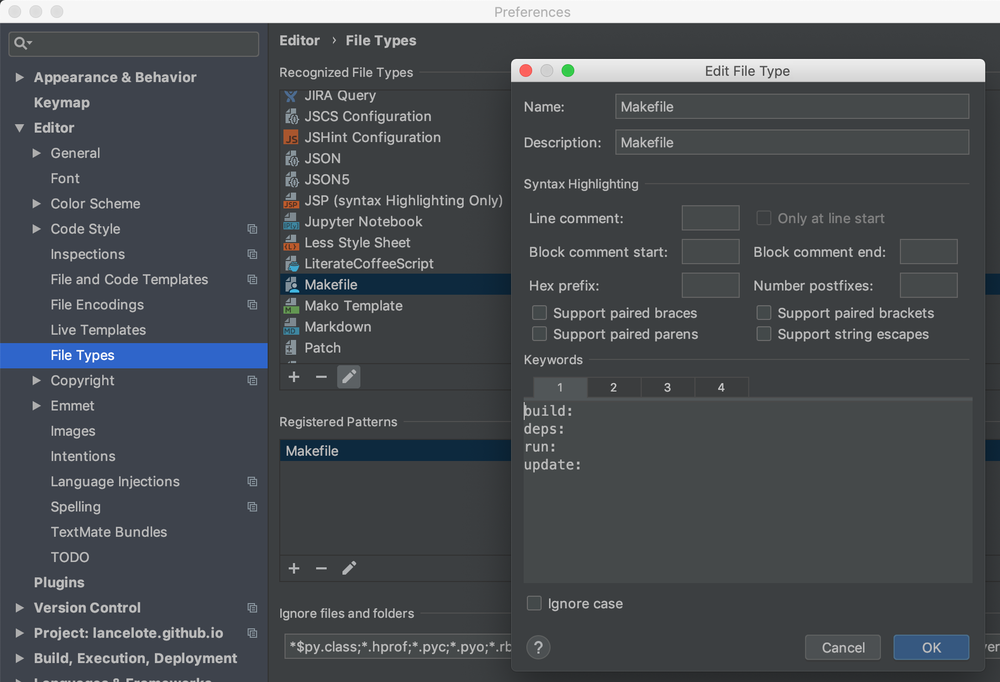 Preferences
Appearance & Behavior
Keymap
Editor
General
Font
Color Scheme
Code Style
Inspections
File and Code Templates
File Encodings
Live Templates
File Types
Copyright
Emmet
Images
Intentions
Language Injections
Spelling
TextMate Bundles
TODO
Plugins
Version Control
Project: lancelote.github.io
Build, Execution, Deployment
Languages & Frameworks
Editor › File Types
Recognized File Types
JIRA Query
JSCS Configuration
JSHint Configuration
JSON
JSON5
JSP (syntax Highlighting Only)
Jupyter Notebook
Less Style Sheet
LiterateCoffeeScript
Makefile
Mako Template
Markdown
Patch
Registered Patterns
Makefile
Ignore files and folders
*$py.class;*.hprof;*.pyc;*.pyo;*.rb
Edit File Type
Name: Makefile
Description: Makefile
Syntax Highlighting
Line comment: Only at line start
Block comment start: Block comment end:
Hex prefix: Number postfixes:
Support paired braces Support paired brackets
Support paired parens Support string escapes
Keywords
1 2 3 4
build:
deps:
run:
update:
Ignore case
? Cancel OK